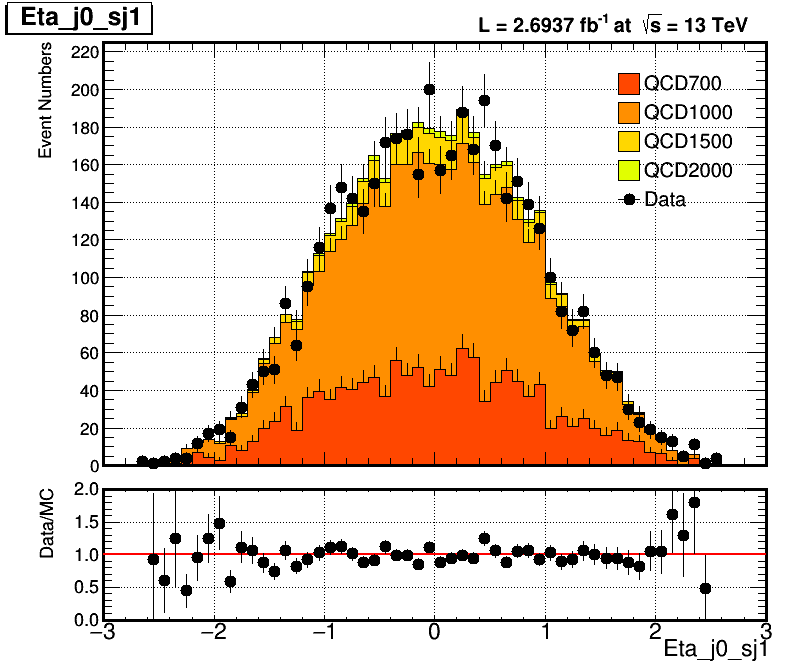 Eta_j0_sj1
L = 2.6937 fb⁻¹ at √s = 13 TeV
Event Numbers
220
200
180
160
140
120
100
80
60
40
20
0
QCD700
QCD1000
QCD1500
QCD2000
Data
Data/MC
2.0
1.5
1.0
0.5
0.0
−3 −2 −1 0 1 2 3
Eta_j0_sj1